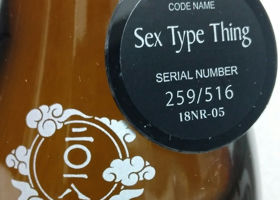 CODE NAME
Sex Type Thing
SERIAL NUMBER
259/516
18NR-05